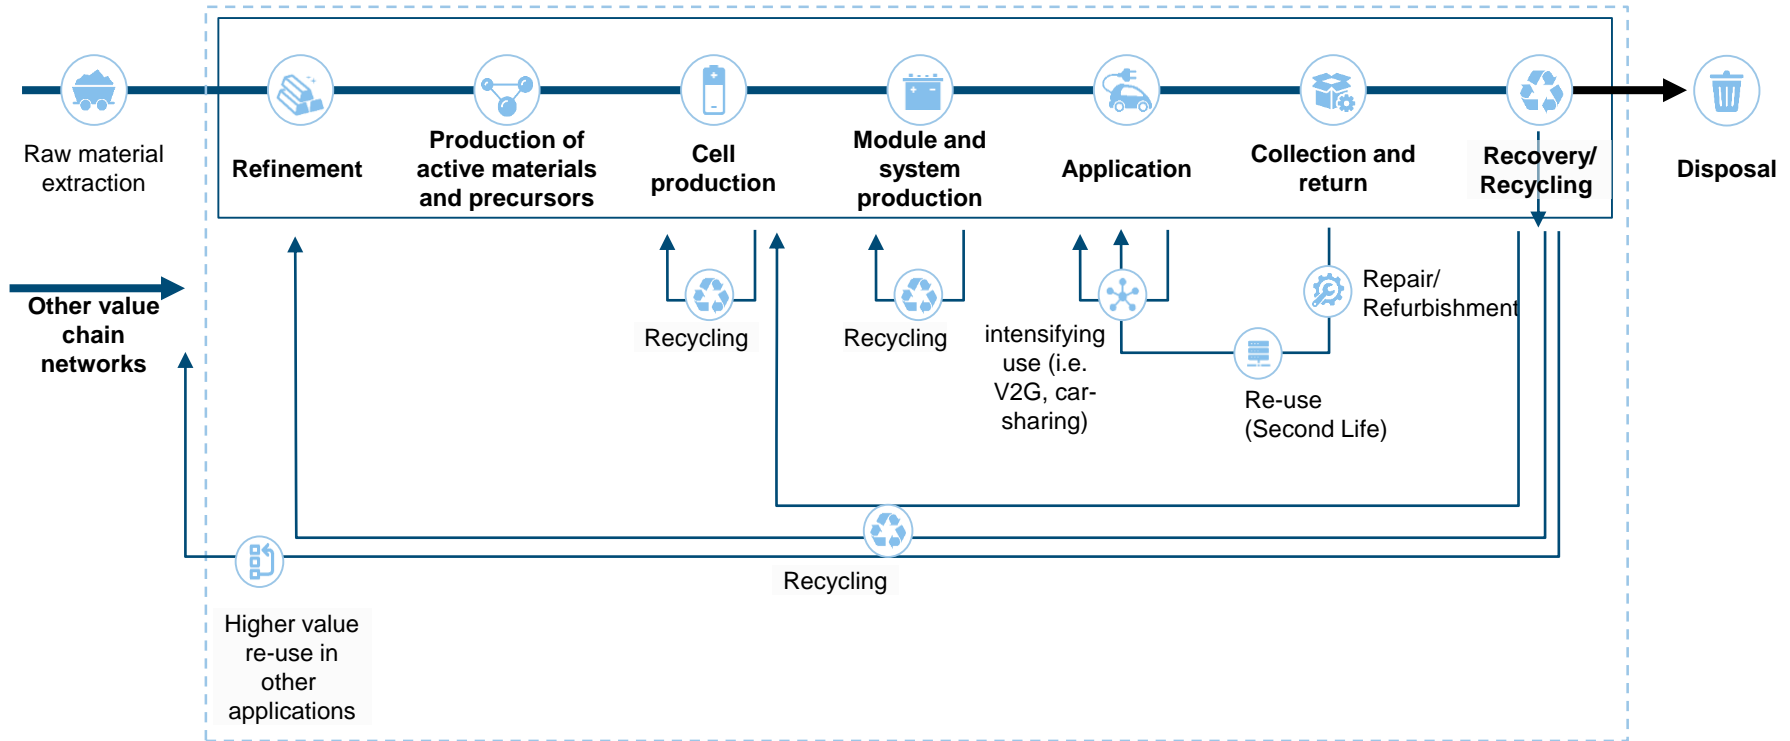 Raw material
extraction
Refinement
Production of
active materials
and precursors
Cell
production
Module and
system
production
Application
Collection and
return
Recovery/
Recycling
Disposal
Other value
chain
networks
Recycling
Recycling
intensifying
use (i.e.
V2G, car-
sharing)
Repair/
Refurbishment
Re-use
(Second Life)
Recycling
Higher value
re-use in
other
applications